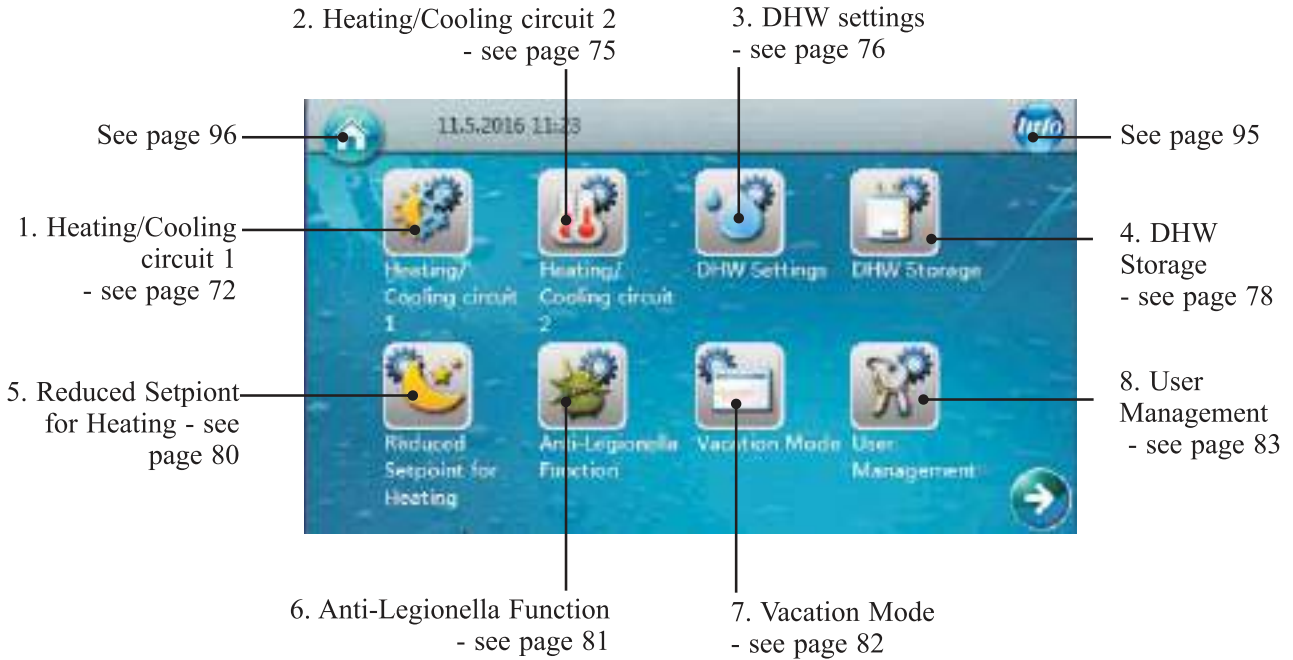 2. Heating/Cooling circuit 2
- see page 75
3. DHW settings
- see page 76
See page 96
11.5.2016 11:23
Info
See page 95
1. Heating/Cooling
circuit 1
- see page 72
Heating/
Cooling circuit
1
Heating/
Cooling circuit
2
DHW Settings
DHW Storage
4. DHW
Storage
- see page 78
5. Reduced Setpiont
for Heating - see
page 80
Reduced
Setpoint for
Heating
Anti-Legionella
Function
Vacation Mode
User
Management
8. User
Management
- see page 83
6. Anti-Legionella Function
- see page 81
7. Vacation Mode
- see page 82